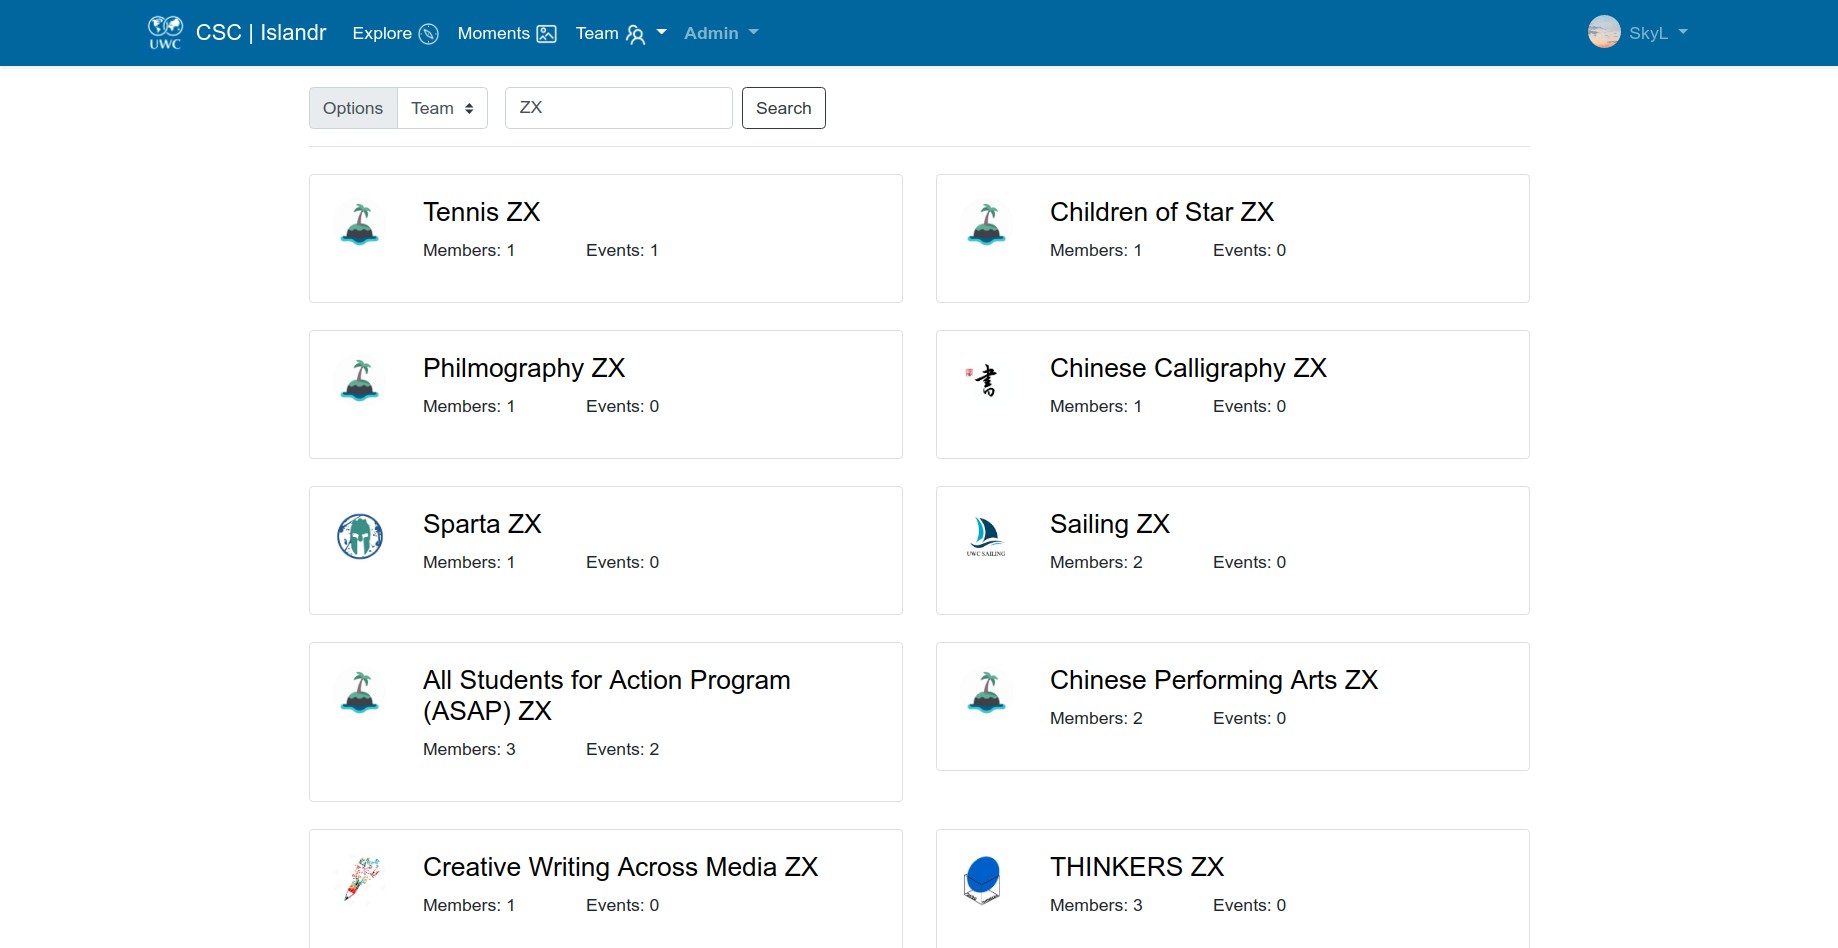 UWC
CSC | Islandr
Explore
Moments
Team
Admin
SkyL
Options
Team
ZX
Search
Tennis ZX
Members: 1
Events: 1
Children of Star ZX
Members: 1
Events: 0
Philmography ZX
Members: 1
Events: 0
書
Chinese Calligraphy ZX
Members: 1
Events: 0
Sparta ZX
Members: 1
Events: 0
UWC SAILING
Sailing ZX
Members: 2
Events: 0
All Students for Action Program
(ASAP) ZX
Members: 3
Events: 2
Chinese Performing Arts ZX
Members: 2
Events: 0
Creative Writing Across Media ZX
Members: 1
Events: 0
THINKERS ZX
Members: 3
Events: 0